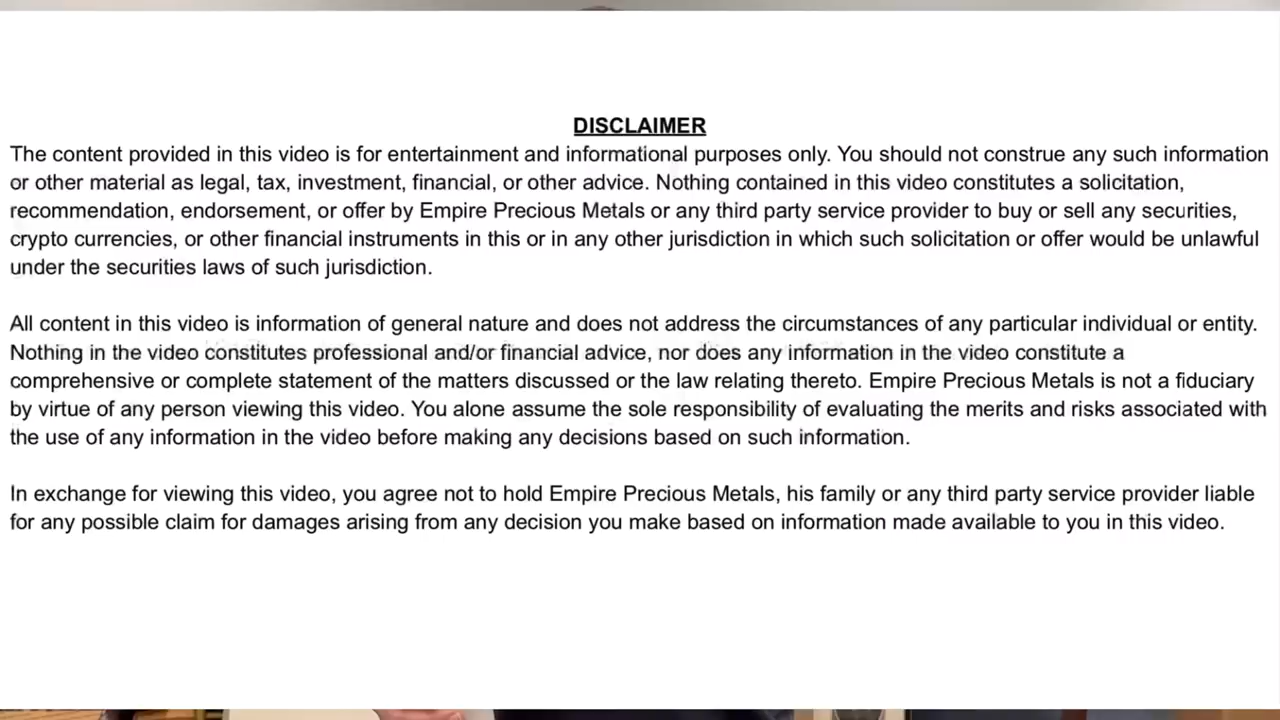 DISCLAIMER
The content provided in this video is for entertainment and informational purposes only. You should not construe any such information
or other material as legal, tax, investment, financial, or other advice. Nothing contained in this video constitutes a solicitation,
recommendation, endorsement, or offer by Empire Precious Metals or any third party service provider to buy or sell any securities,
crypto currencies, or other financial instruments in this or in any other jurisdiction in which such solicitation or offer would be unlawful
under the securities laws of such jurisdiction.
All content in this video is information of general nature and does not address the circumstances of any particular individual or entity.
Nothing in the video constitutes professional and/or financial advice, nor does any information in the video constitute a
comprehensive or complete statement of the matters discussed or the law relating thereto. Empire Precious Metals is not a fiduciary
by virtue of any person viewing this video. You alone assume the sole responsibility of evaluating the merits and risks associated with
the use of any information in the video before making any decisions based on such information.
In exchange for viewing this video, you agree not to hold Empire Precious Metals, his family or any third party service provider liable
for any possible claim for damages arising from any decision you make based on information made available to you in this video.